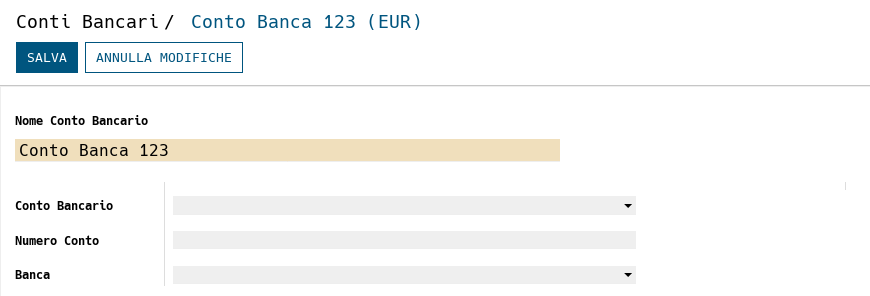 Conti Bancari / Conto Banca 123 (EUR)
SALVA ANNULLA MODIFICHE
Nome Conto Bancario
Conto Banca 123
Conto Bancario
Numero Conto
Banca